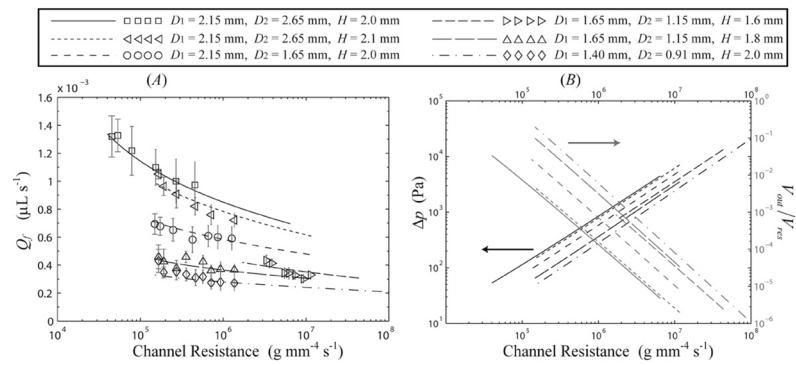 D1 = 2.15 mm, D2 = 2.65 mm, H = 2.0 mm
D1 = 2.15 mm, D2 = 2.65 mm, H = 2.1 mm
D1 = 2.15 mm, D2 = 1.65 mm, H = 2.0 mm
D1 = 1.65 mm, D2 = 1.15 mm, H = 1.6 mm
D1 = 1.65 mm, D2 = 1.15 mm, H = 1.8 mm
D1 = 1.40 mm, D2 = 0.91 mm, H = 2.0 mm
(A)
x 10⁻³
1.6
1.4
1.2
1.0
0.8
0.6
0.4
0.2
Qf (µL s⁻¹)
10⁴ 10⁵ 10⁶ 10⁷ 10⁸
Channel Resistance (g mm⁻⁴ s⁻¹)
(B)
10⁵ 10⁶ 10⁷ 10⁸
10⁵
10⁴
10³
10²
10¹
Δp (Pa)
10⁰
10⁻¹
10⁻²
10⁻³
10⁻⁴
10⁻⁵
10⁻⁶
Vout/Vres
10⁵ 10⁶ 10⁷ 10⁸
Channel Resistance (g mm⁻⁴ s⁻¹)